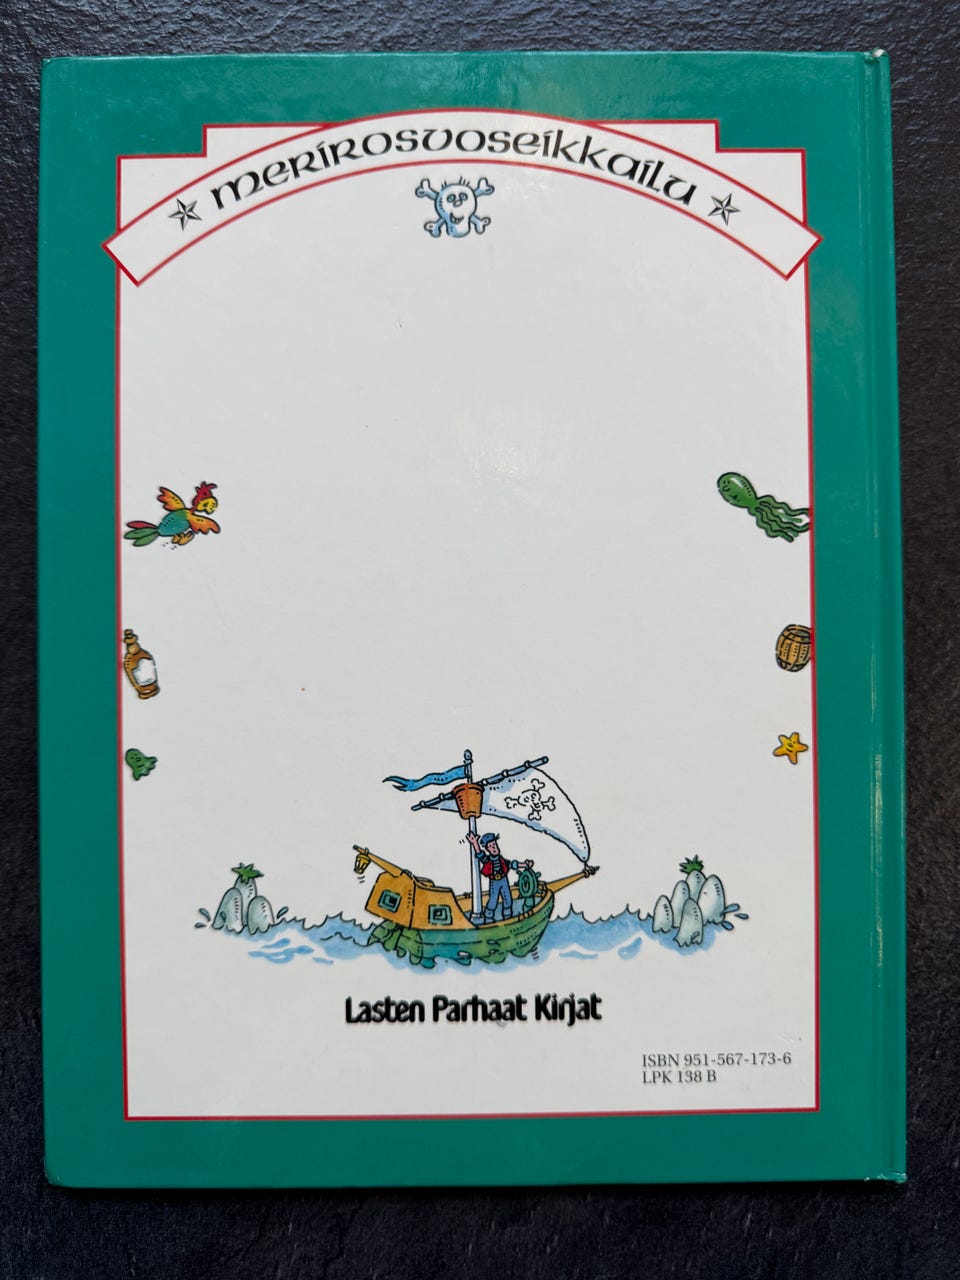 merirosvoseikkailu
Lasten Parhaat Kirjat
ISBN 951-567-173-6
LPK 138 B